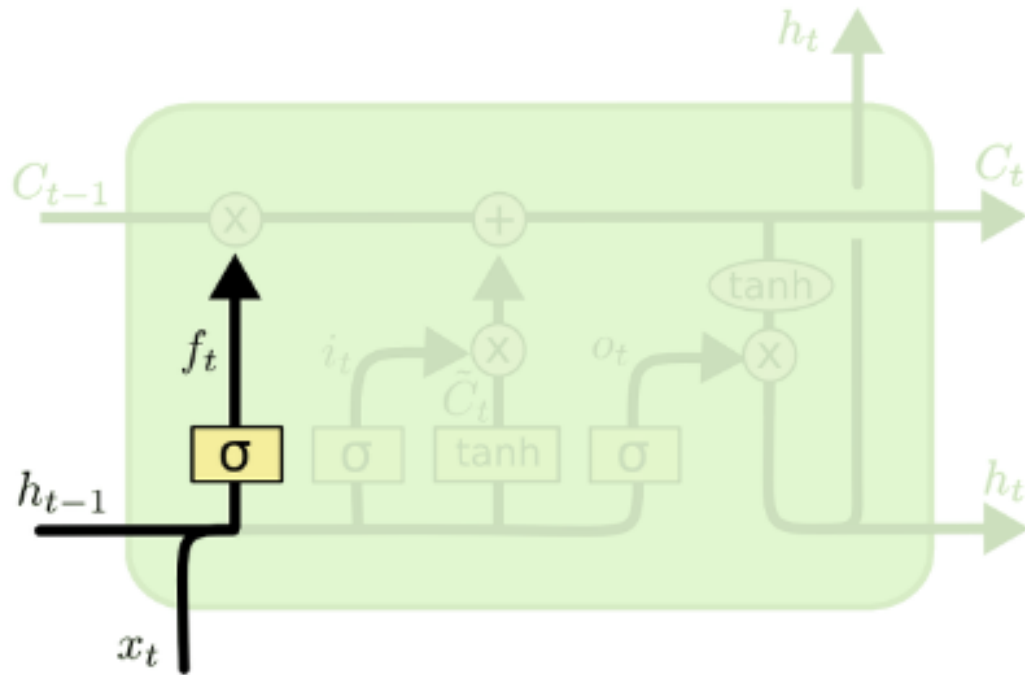 h_t
C_{t-1}
C_t
x
+
tanh
f_t
i_t
x
o_t
x
C̃_t
σ
σ
tanh
σ
h_{t-1}
h_t
x_t